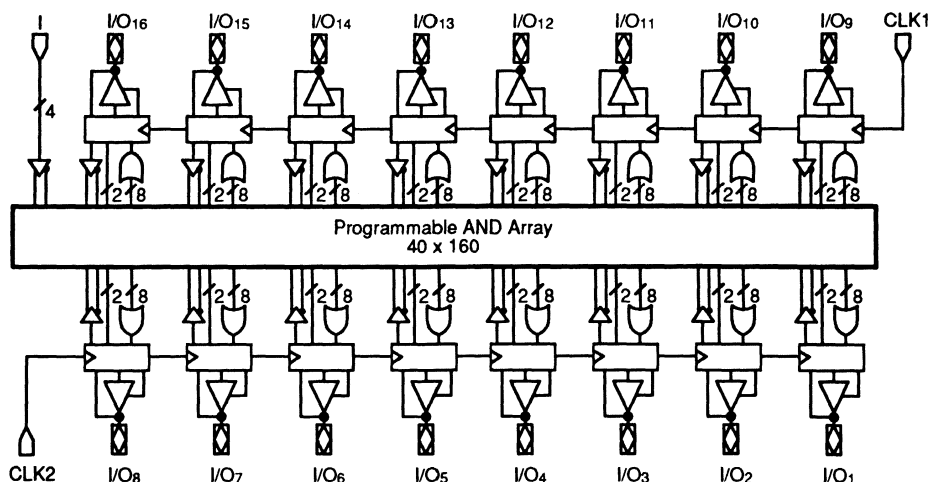 I I/O16 I/O15 I/O14 I/O13 I/O12 I/O11 I/O10 I/O9 CLK1
4
2 8 2 8 2 8 2 8 2 8 2 8 2 8 2 8
Programmable AND Array
40 x 160
2 8 2 8 2 8 2 8 2 8 2 8 2 8 2 8
CLK2 I/O8 I/O7 I/O6 I/O5 I/O4 I/O3 I/O2 I/O1